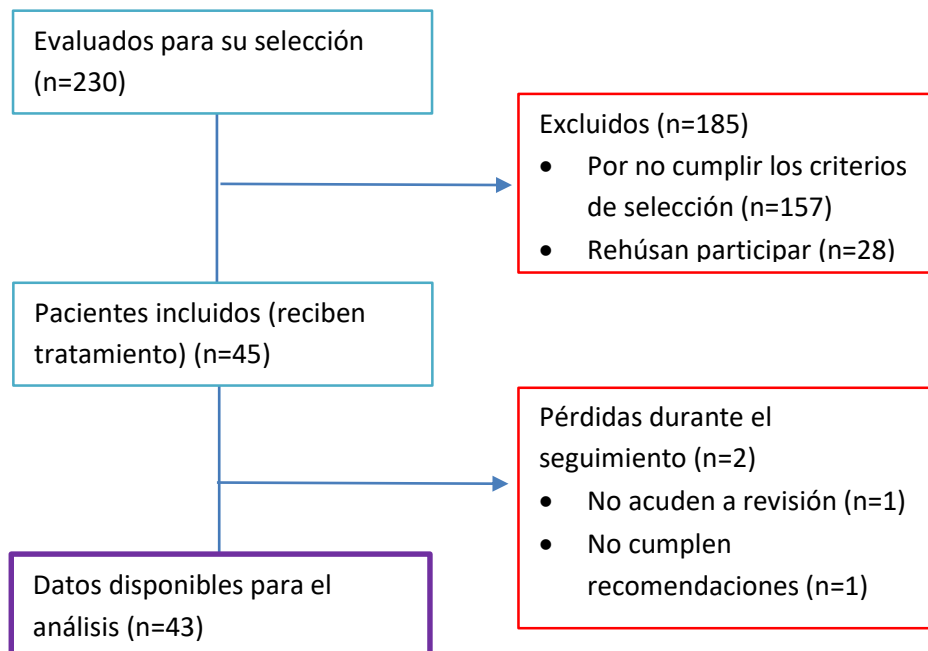 Evaluados para su selección
(n=230)
Excluidos (n=185)
• Por no cumplir los criterios
de selección (n=157)
• Rehúsan participar (n=28)
Pacientes incluidos (reciben
tratamiento) (n=45)
Pérdidas durante el
seguimiento (n=2)
• No acuden a revisión (n=1)
• No cumplen
recomendaciones (n=1)
Datos disponibles para el
análisis (n=43)